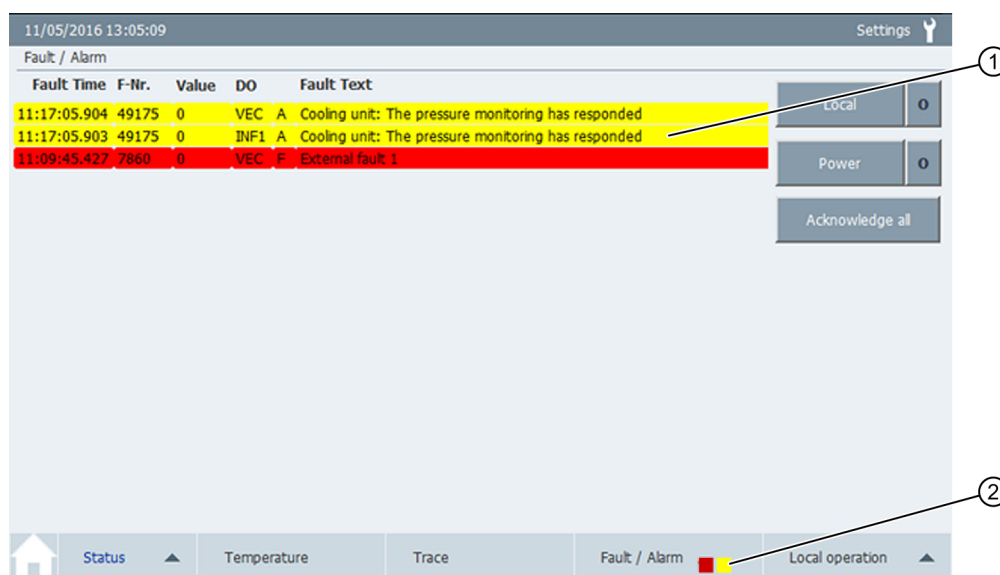 11/05/2016 13:05:09 Settings
Fault / Alarm
1
Fault Time F-Nr. Value DO Fault Text
11:17:05.904 49175 0 VEC A Cooling unit: The pressure monitoring has responded
Local 0
11:17:05.903 49175 0 INF1 A Cooling unit: The pressure monitoring has responded
11:09:45.427 7860 0 VEC F External fault 1
Power 0
Acknowledge all
2
Status Temperature Trace Fault / Alarm Local operation